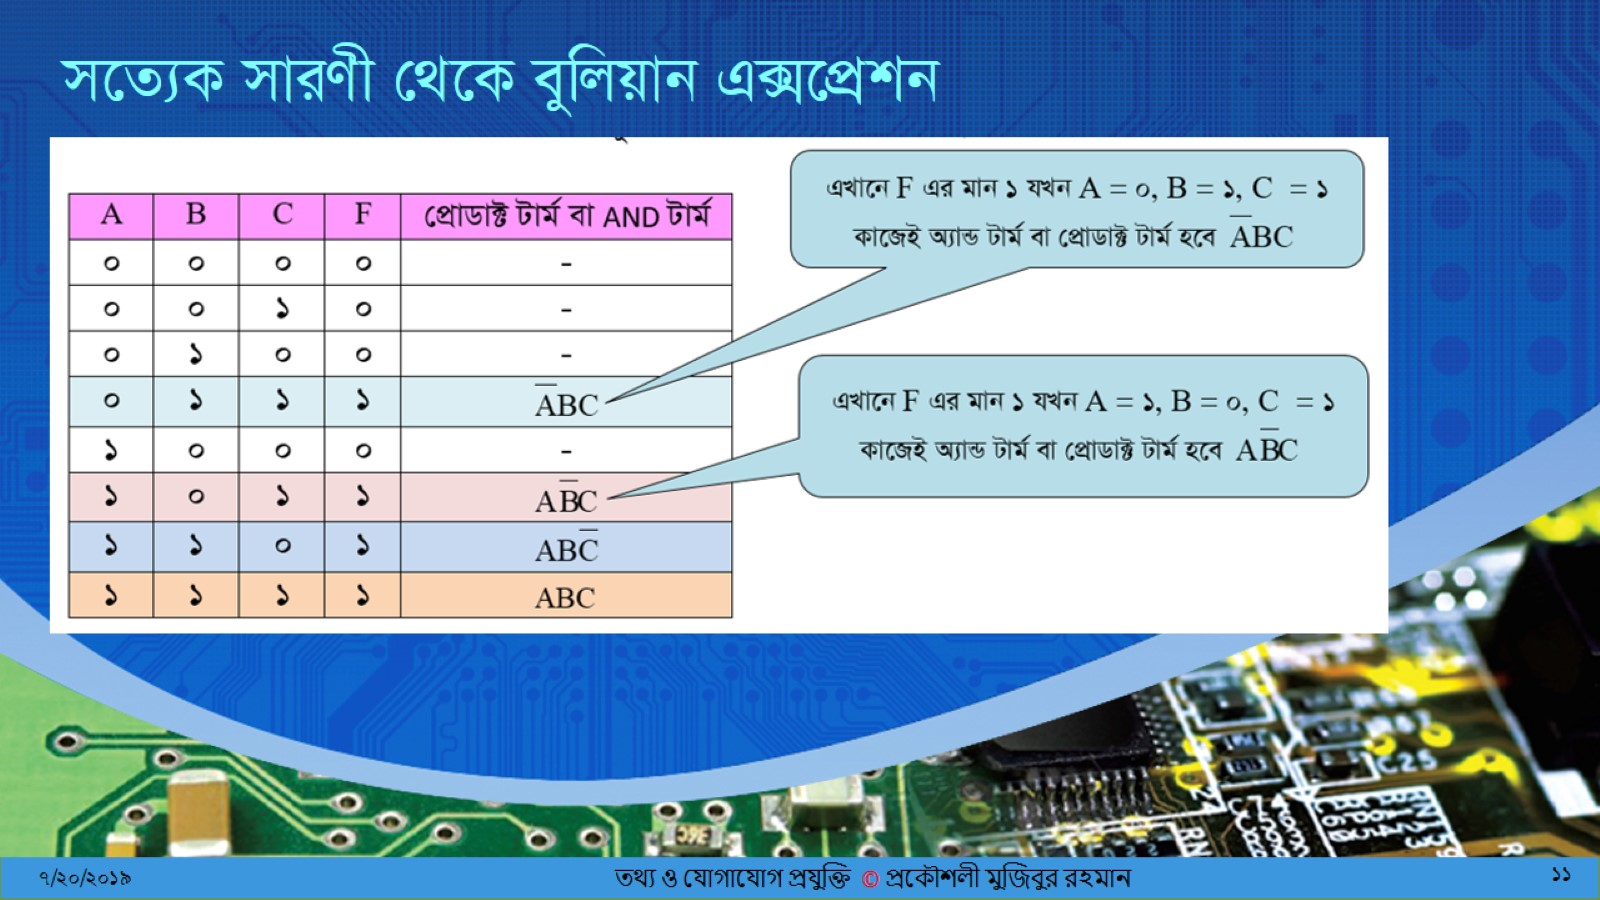 সত্যেক সারণী থেকে বুলিয়ান এক্সপ্রেশন
এখানে F এর মান ১ যখন A = ০, B = ১, C = ১
কাজেই অ্যান্ড টার্ম বা প্রোডাক্ট টার্ম হবে A̅BC
A B C F প্রোডাক্ট টার্ম বা AND টার্ম
০ ০ ০ ০ -
০ ০ ১ ০ -
০ ১ ০ ০ -
০ ১ ১ ১ A̅BC
১ ০ ০ ০ -
১ ০ ১ ১ AB̅C
১ ১ ০ ১ ABC̅
১ ১ ১ ১ ABC
এখানে F এর মান ১ যখন A = ১, B = ০, C = ১
কাজেই অ্যান্ড টার্ম বা প্রোডাক্ট টার্ম হবে AB̅C
C25
৭/২০/২০১৯
তথ্য ও যোগাযোগ প্রযুক্তি © প্রকৌশলী মুজিবুর রহমান
১১